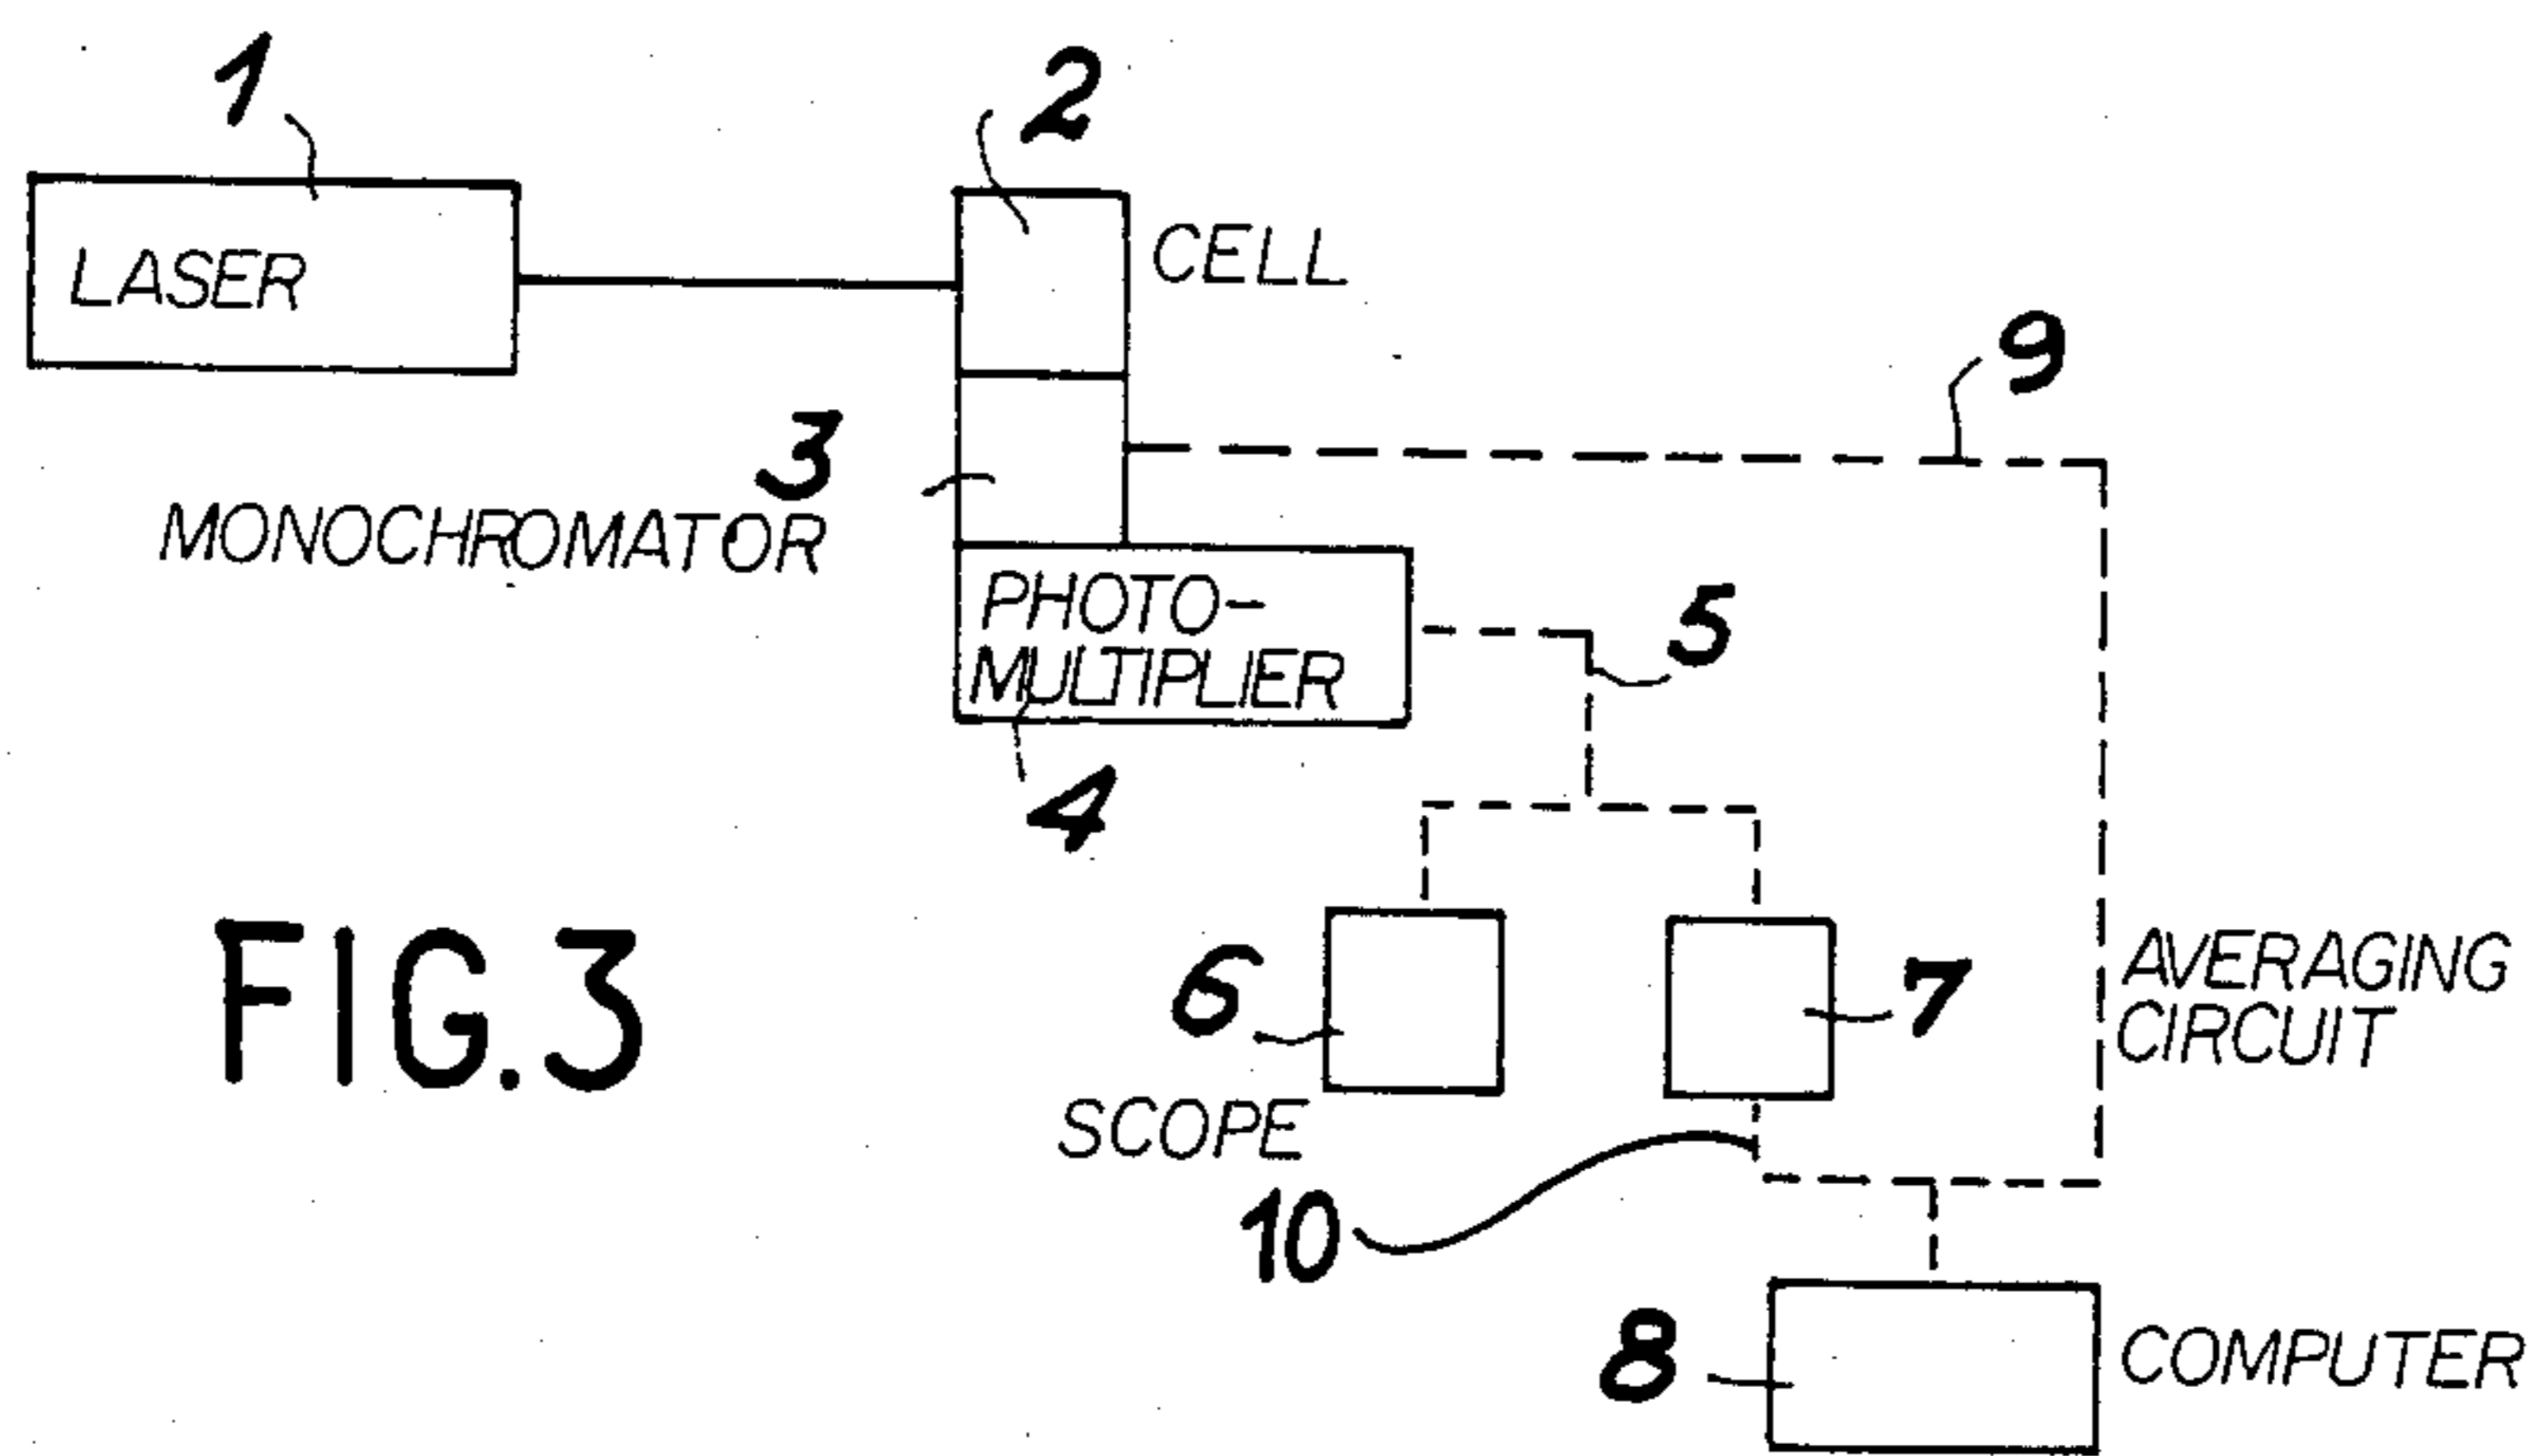 1
2
LASER
CELL
9
3
MONOCHROMATOR
PHOTO-
MULTIPLIER
5
4
FIG.3
6
7
AVERAGING
CIRCUIT
SCOPE
10
8
COMPUTER